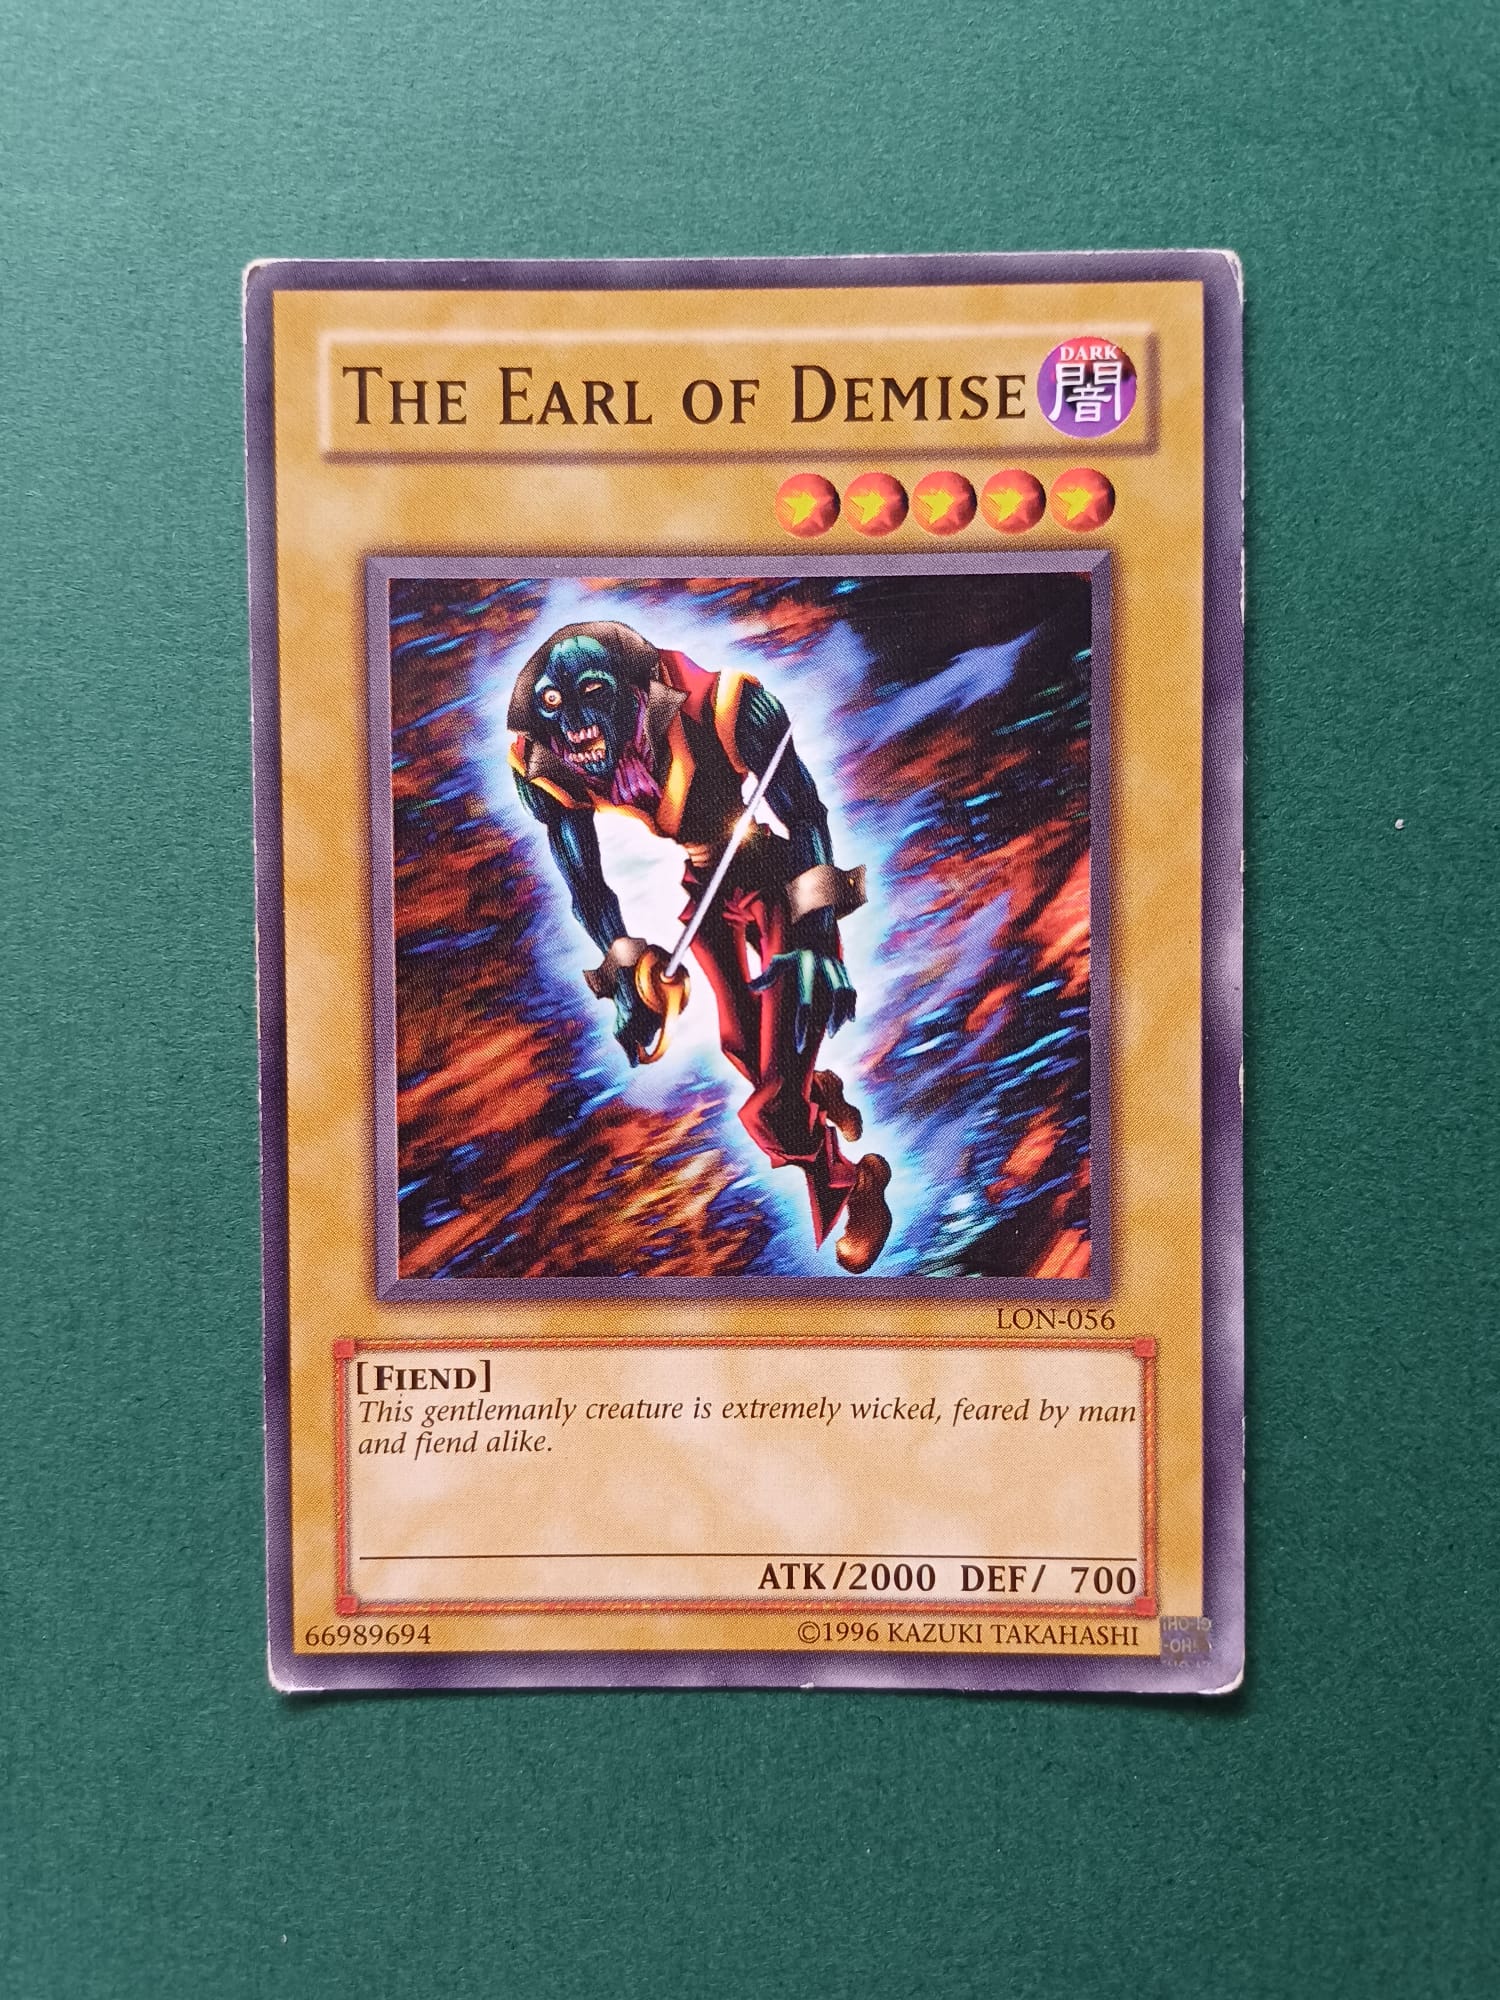 THE EARL OF DEMISE
DARK
闇
LON-056
[FIEND]
This gentlemanly creature is extremely wicked, feared by man
and fiend alike.
ATK/2000 DEF/ 700
66989694
©1996 KAZUKI TAKAHASHI